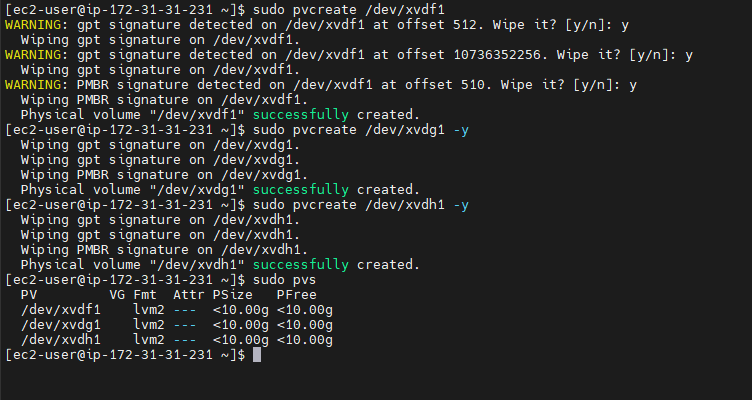 [ec2-user@ip-172-31-31-231 ~]$ sudo pvcreate /dev/xvdf1
WARNING: gpt signature detected on /dev/xvdf1 at offset 512. Wipe it? [y/n]: y
  Wiping gpt signature on /dev/xvdf1.
WARNING: gpt signature detected on /dev/xvdf1 at offset 10736352256. Wipe it? [y/n]: y
  Wiping gpt signature on /dev/xvdf1.
WARNING: PMBR signature detected on /dev/xvdf1 at offset 510. Wipe it? [y/n]: y
  Wiping PMBR signature on /dev/xvdf1.
  Physical volume "/dev/xvdf1" successfully created.
[ec2-user@ip-172-31-31-231 ~]$ sudo pvcreate /dev/xvdg1 -y
  Wiping gpt signature on /dev/xvdg1.
  Wiping gpt signature on /dev/xvdg1.
  Wiping PMBR signature on /dev/xvdg1.
  Physical volume "/dev/xvdg1" successfully created.
[ec2-user@ip-172-31-31-231 ~]$ sudo pvcreate /dev/xvdh1 -y
  Wiping gpt signature on /dev/xvdh1.
  Wiping gpt signature on /dev/xvdh1.
  Wiping PMBR signature on /dev/xvdh1.
  Physical volume "/dev/xvdh1" successfully created.
[ec2-user@ip-172-31-31-231 ~]$ sudo pvs
  PV         VG Fmt  Attr PSize   PFree
  /dev/xvdf1    lvm2 ---  <10.00g <10.00g
  /dev/xvdg1    lvm2 ---  <10.00g <10.00g
  /dev/xvdh1    lvm2 ---  <10.00g <10.00g
[ec2-user@ip-172-31-31-231 ~]$